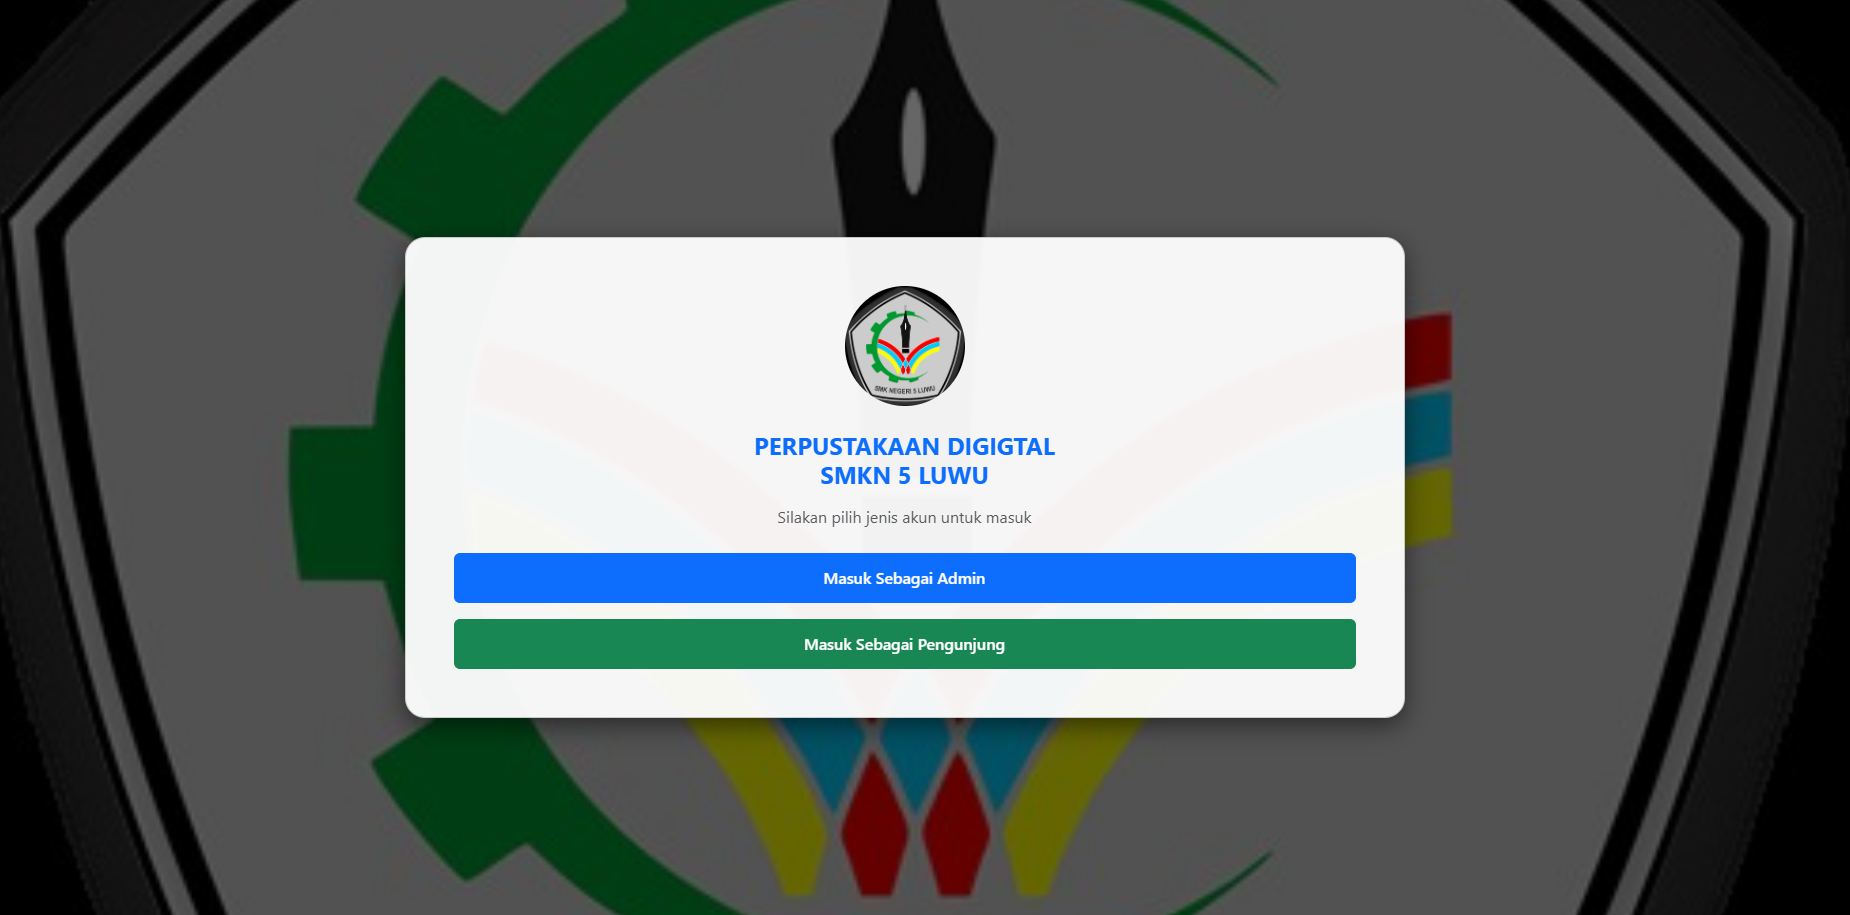 SMK NEGERI 5 LUWU
PERPUSTAKAAN DIGIGTAL
SMKN 5 LUWU
Silakan pilih jenis akun untuk masuk
Masuk Sebagai Admin
Masuk Sebagai Pengunjung